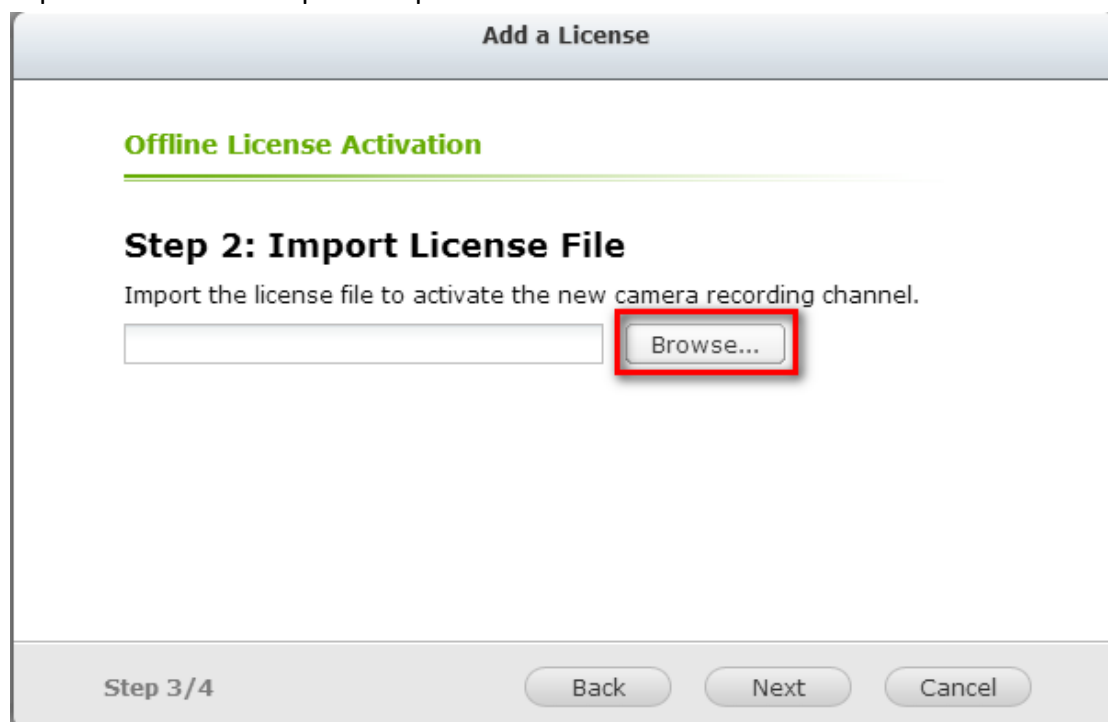 Add a License
Offline License Activation
Step 2: Import License File
Import the license file to activate the new camera recording channel.
Browse...
Step 3/4
Back
Next
Cancel